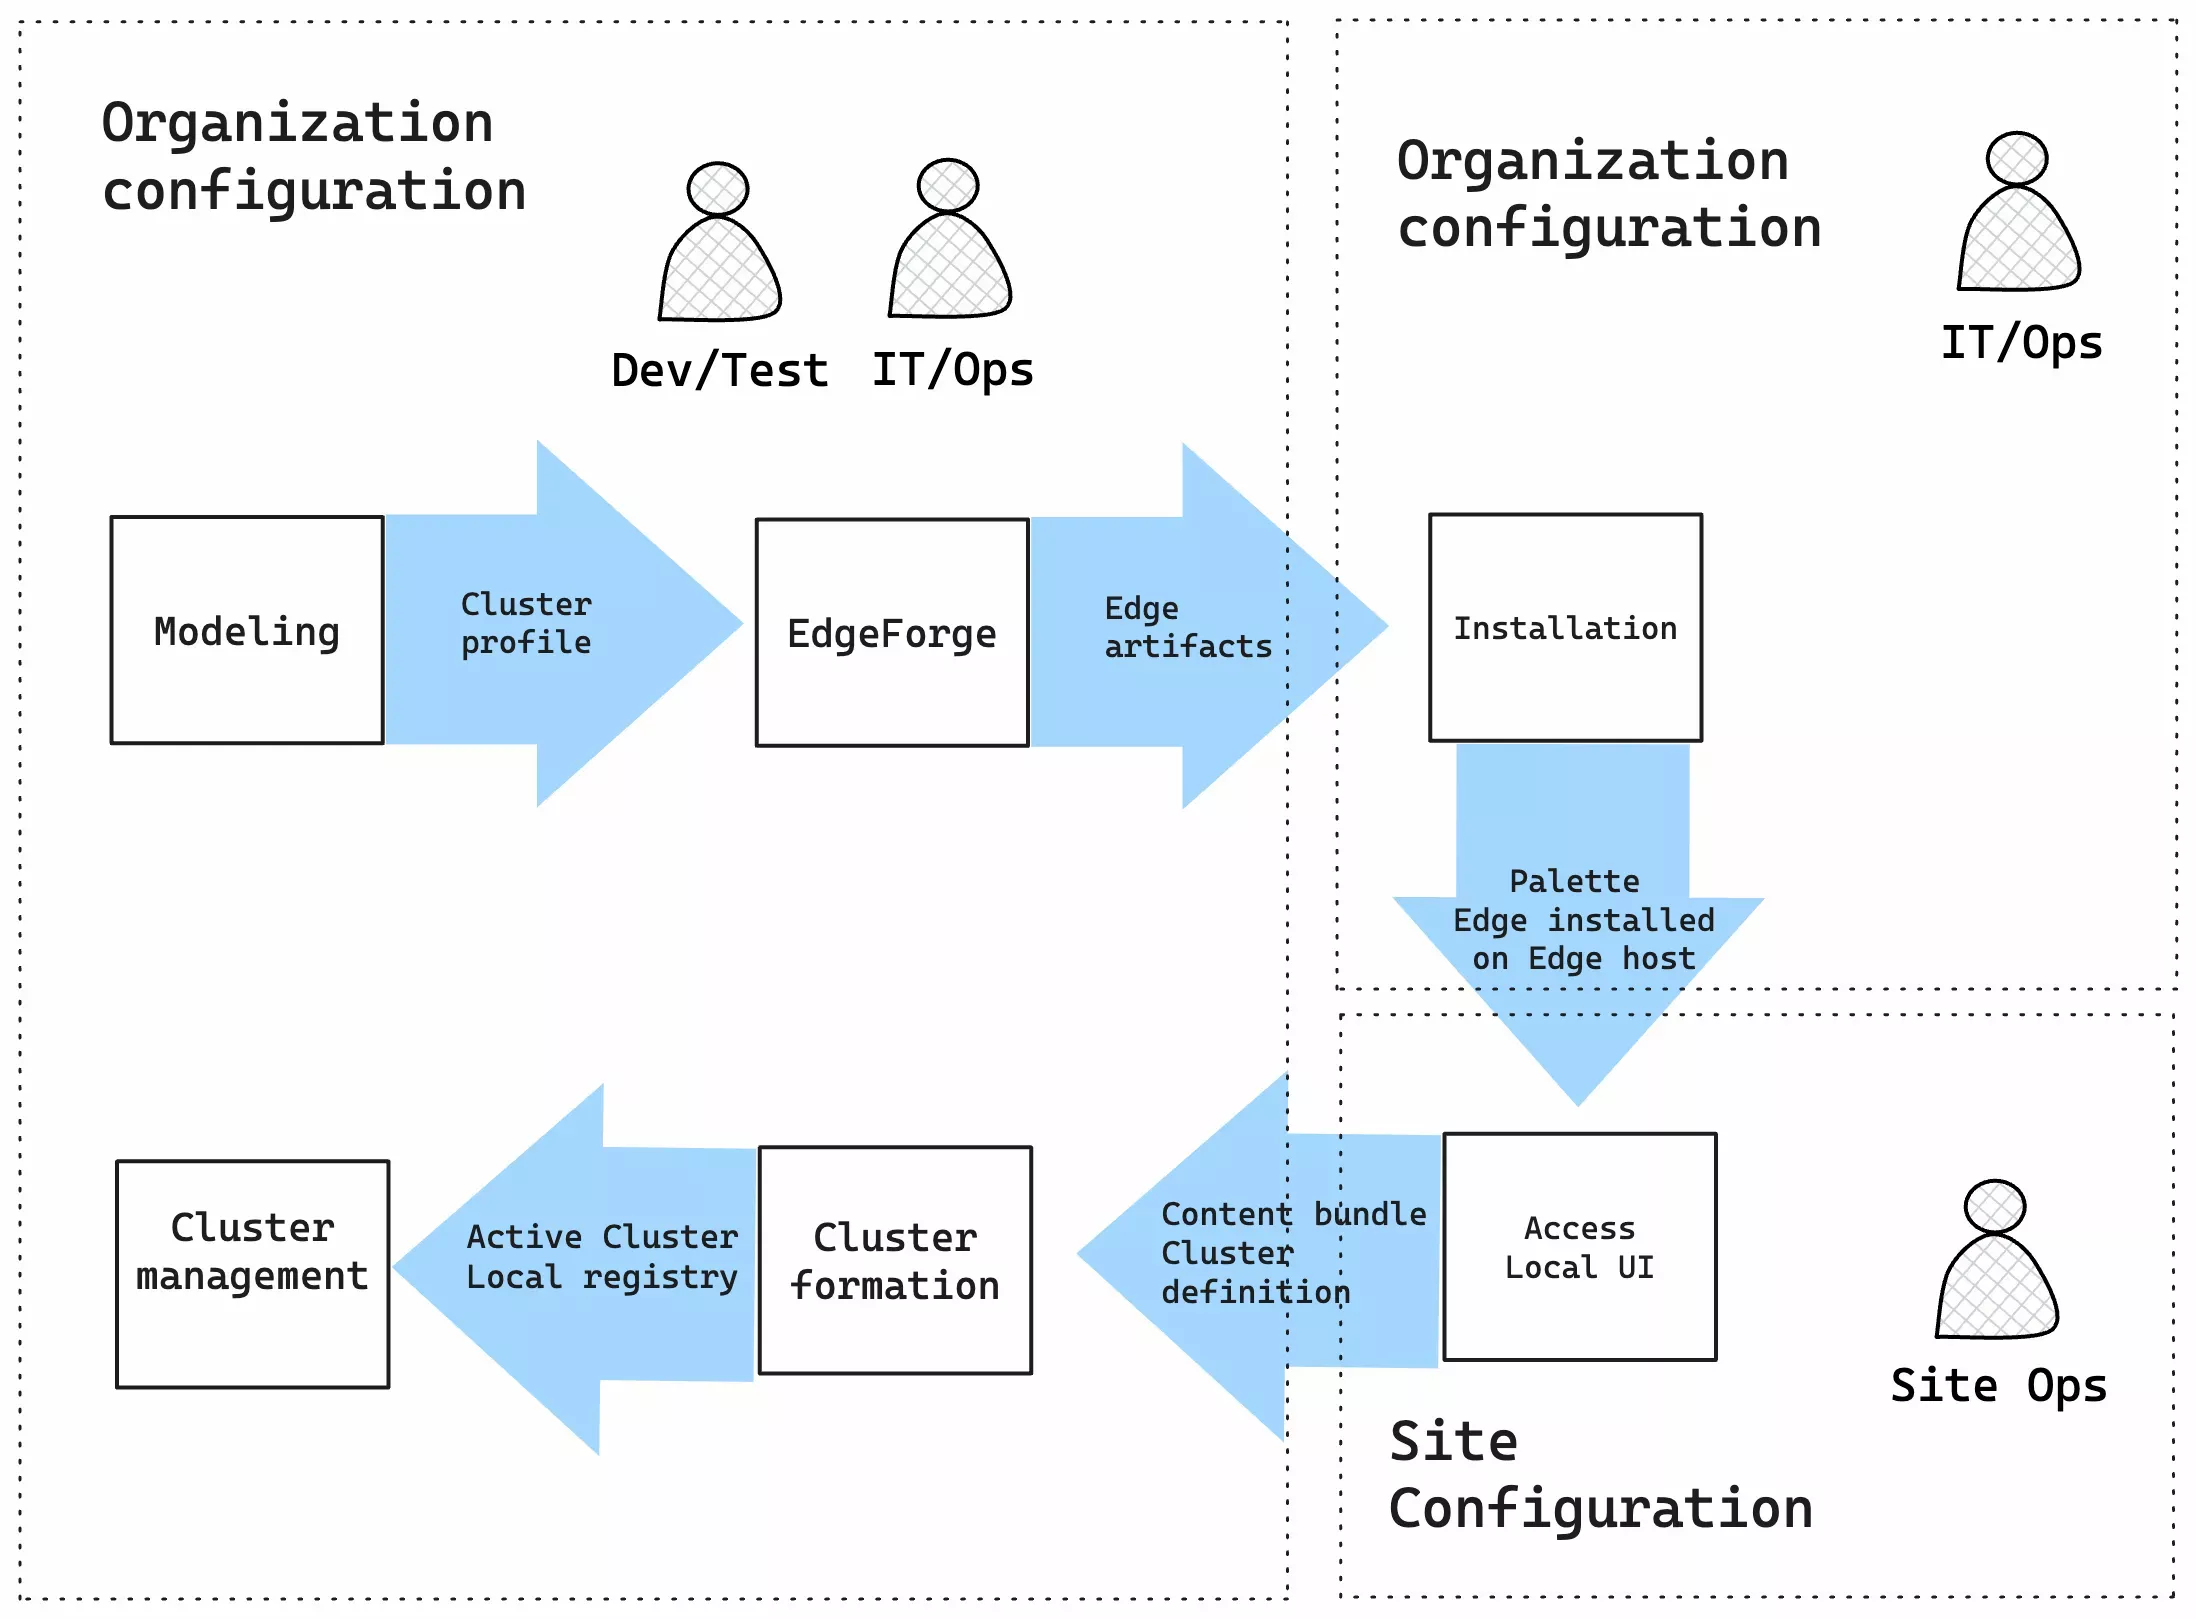 Organization
configuration
Dev/Test
IT/Ops
Organization
configuration
IT/Ops
Modeling
Cluster
profile
EdgeForge
Edge
artifacts
Installation
Palette
Edge installed
on Edge host
Access
Local UI
Site Ops
Site
Configuration
Content bundle
Cluster
definition
Cluster
formation
Active Cluster
Local registry
Cluster
management